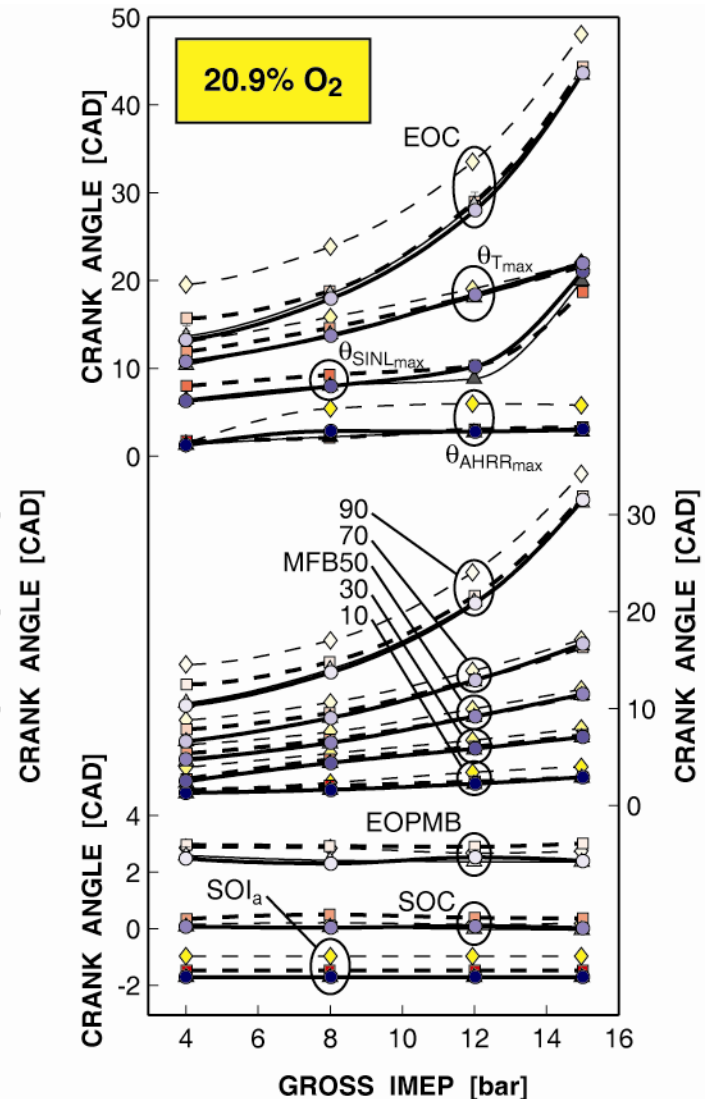 50
20.9% O2
40
EOC
30
θTmax
20
θSINLmax
10
θAHRRmax
0
CRANK ANGLE [CAD]
90
70
MFB50
30
10
30
20
10
0
CRANK ANGLE [CAD]
CRANK ANGLE [CAD]
4
EOPMB
2
SOIa
SOC
0
-2
CRANK ANGLE [CAD]
4 6 8 10 12 14 16
GROSS IMEP [bar]